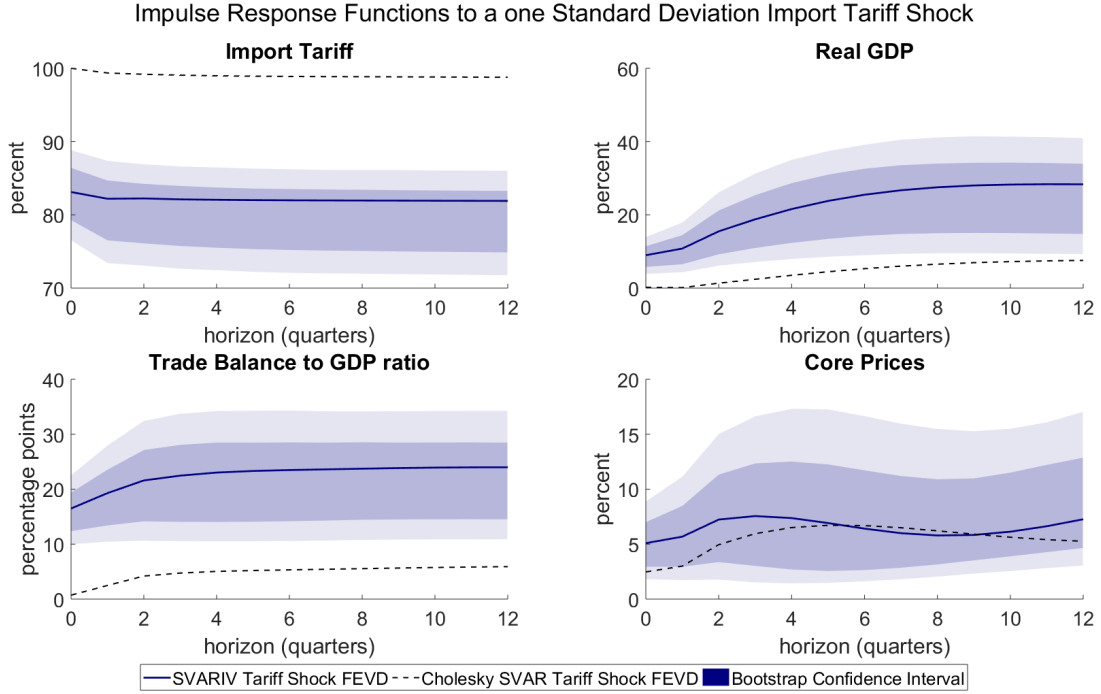 Impulse Response Functions to a one Standard Deviation Import Tariff Shock
Import Tariff
percent
100
90
80
70
0 2 4 6 8 10 12
horizon (quarters)
Real GDP
percent
60
40
20
0
0 2 4 6 8 10 12
horizon (quarters)
Trade Balance to GDP ratio
percentage points
40
30
20
10
0
0 2 4 6 8 10 12
horizon (quarters)
Core Prices
percent
20
15
10
5
0
0 2 4 6 8 10 12
horizon (quarters)
SVARIV Tariff Shock FEVD Cholesky SVAR Tariff Shock FEVD Bootstrap Confidence Interval